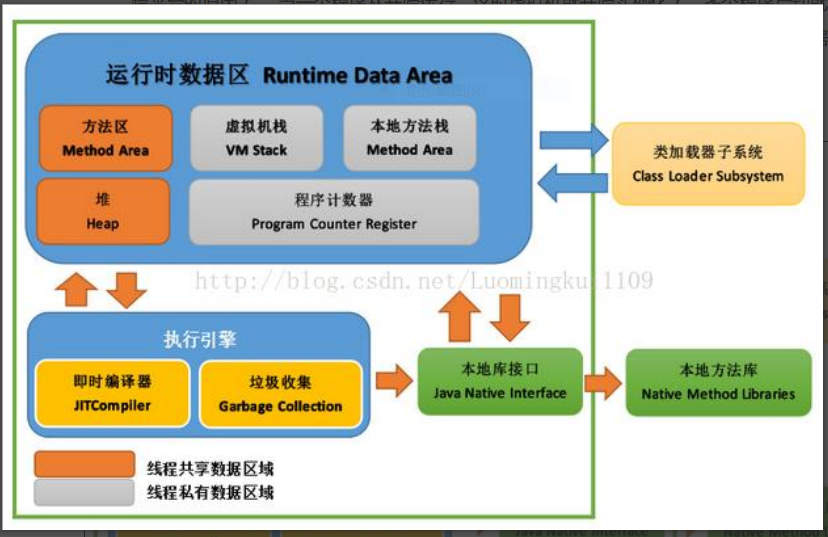 运行时数据区 Runtime Data Area
方法区
Method Area
虚拟机栈
VM Stack
本地方法栈
Method Area
堆
Heap
程序计数器
Program Counter Register
类加载器子系统
Class Loader Subsystem
http://blog.csdn.net/Luomingkui1109
执行引擎
即时编译器
JITCompiler
垃圾收集
Garbage Collection
本地库接口
Java Native Interface
本地方法库
Native Method Libraries
线程共享数据区域
线程私有数据区域